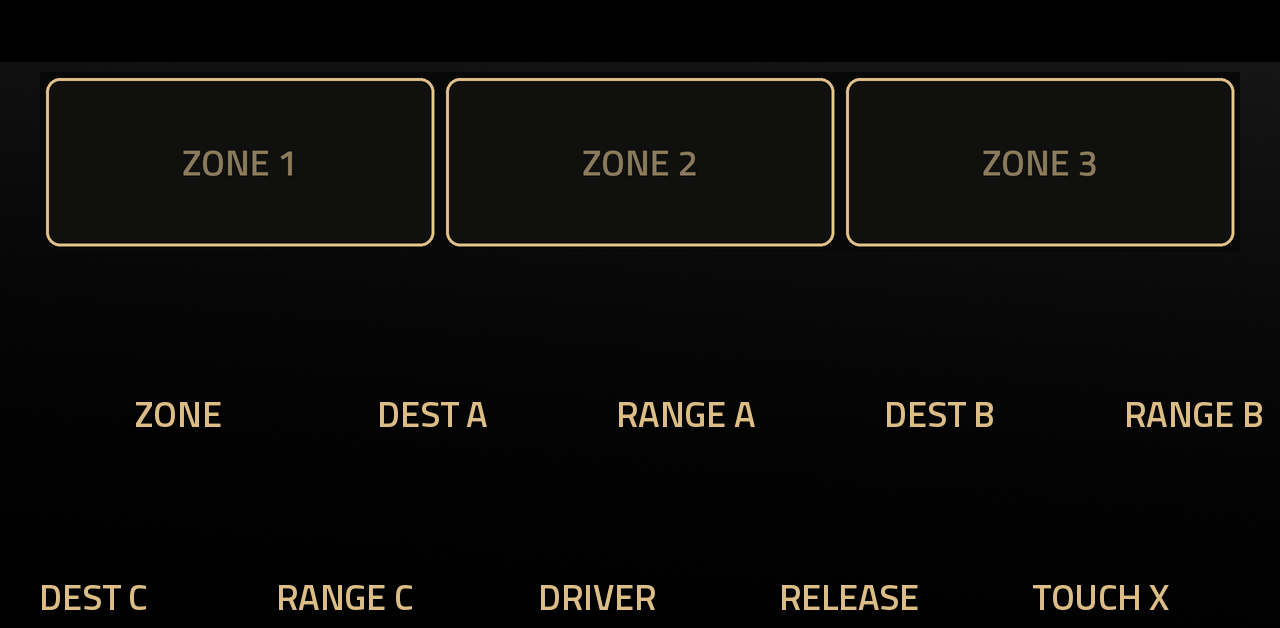 ZONE 1 ZONE 2 ZONE 3
ZONE DEST A RANGE A DEST B RANGE B
DEST C RANGE C DRIVER RELEASE TOUCH X